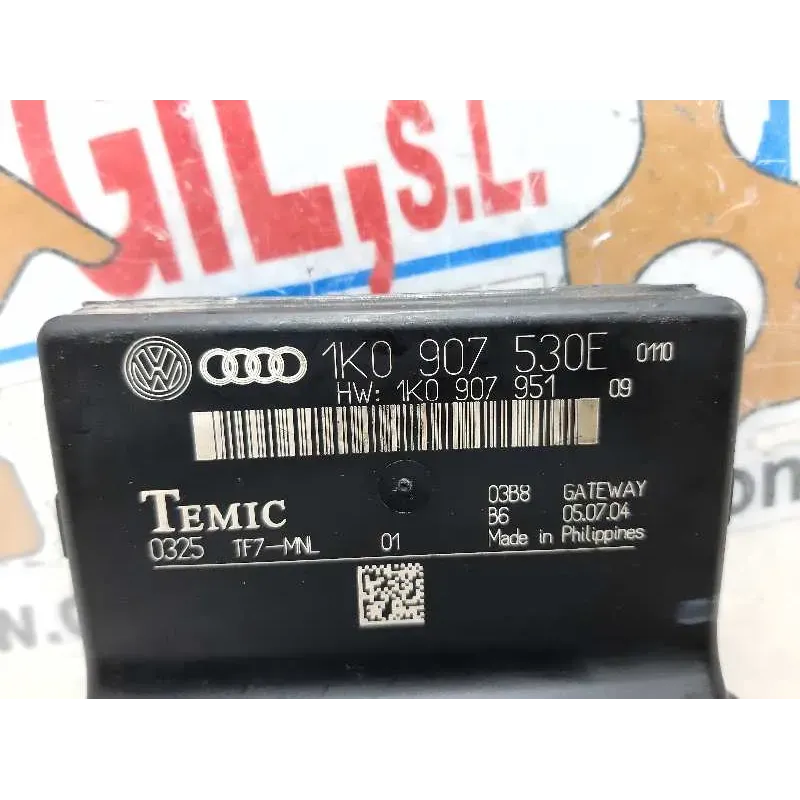 GIL,S.L.
1K0 907 530E 0110
HW: 1K0 907 951 09
TEMIC
03B8 GATEWAY
B6 05.07.04
0325 TF7-MNL 01 Made in Philippines